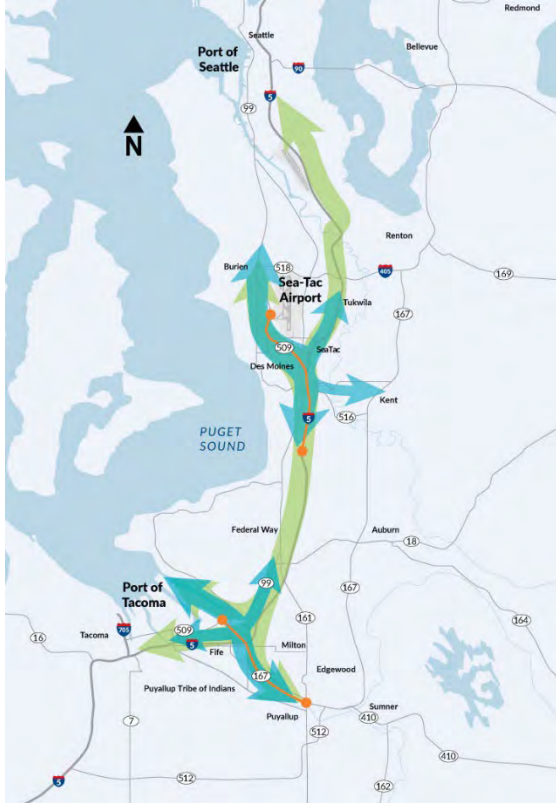 Redmond
Seattle
Bellevue
Port of
Seattle
90
5
99
N
Renton
Burien
518
405
169
Sea-Tac
Airport
Tukwila
167
509
SeaTac
Des Moines
Kent
5
516
PUGET
SOUND
Federal Way
Auburn
18
99
167
Port of
Tacoma
161
164
705
16
Tacoma
509
5
Fife
Milton
Edgewood
167
Puyallup Tribe of Indians
Sumner
7
Puyallup
410
512
410
512
162
5